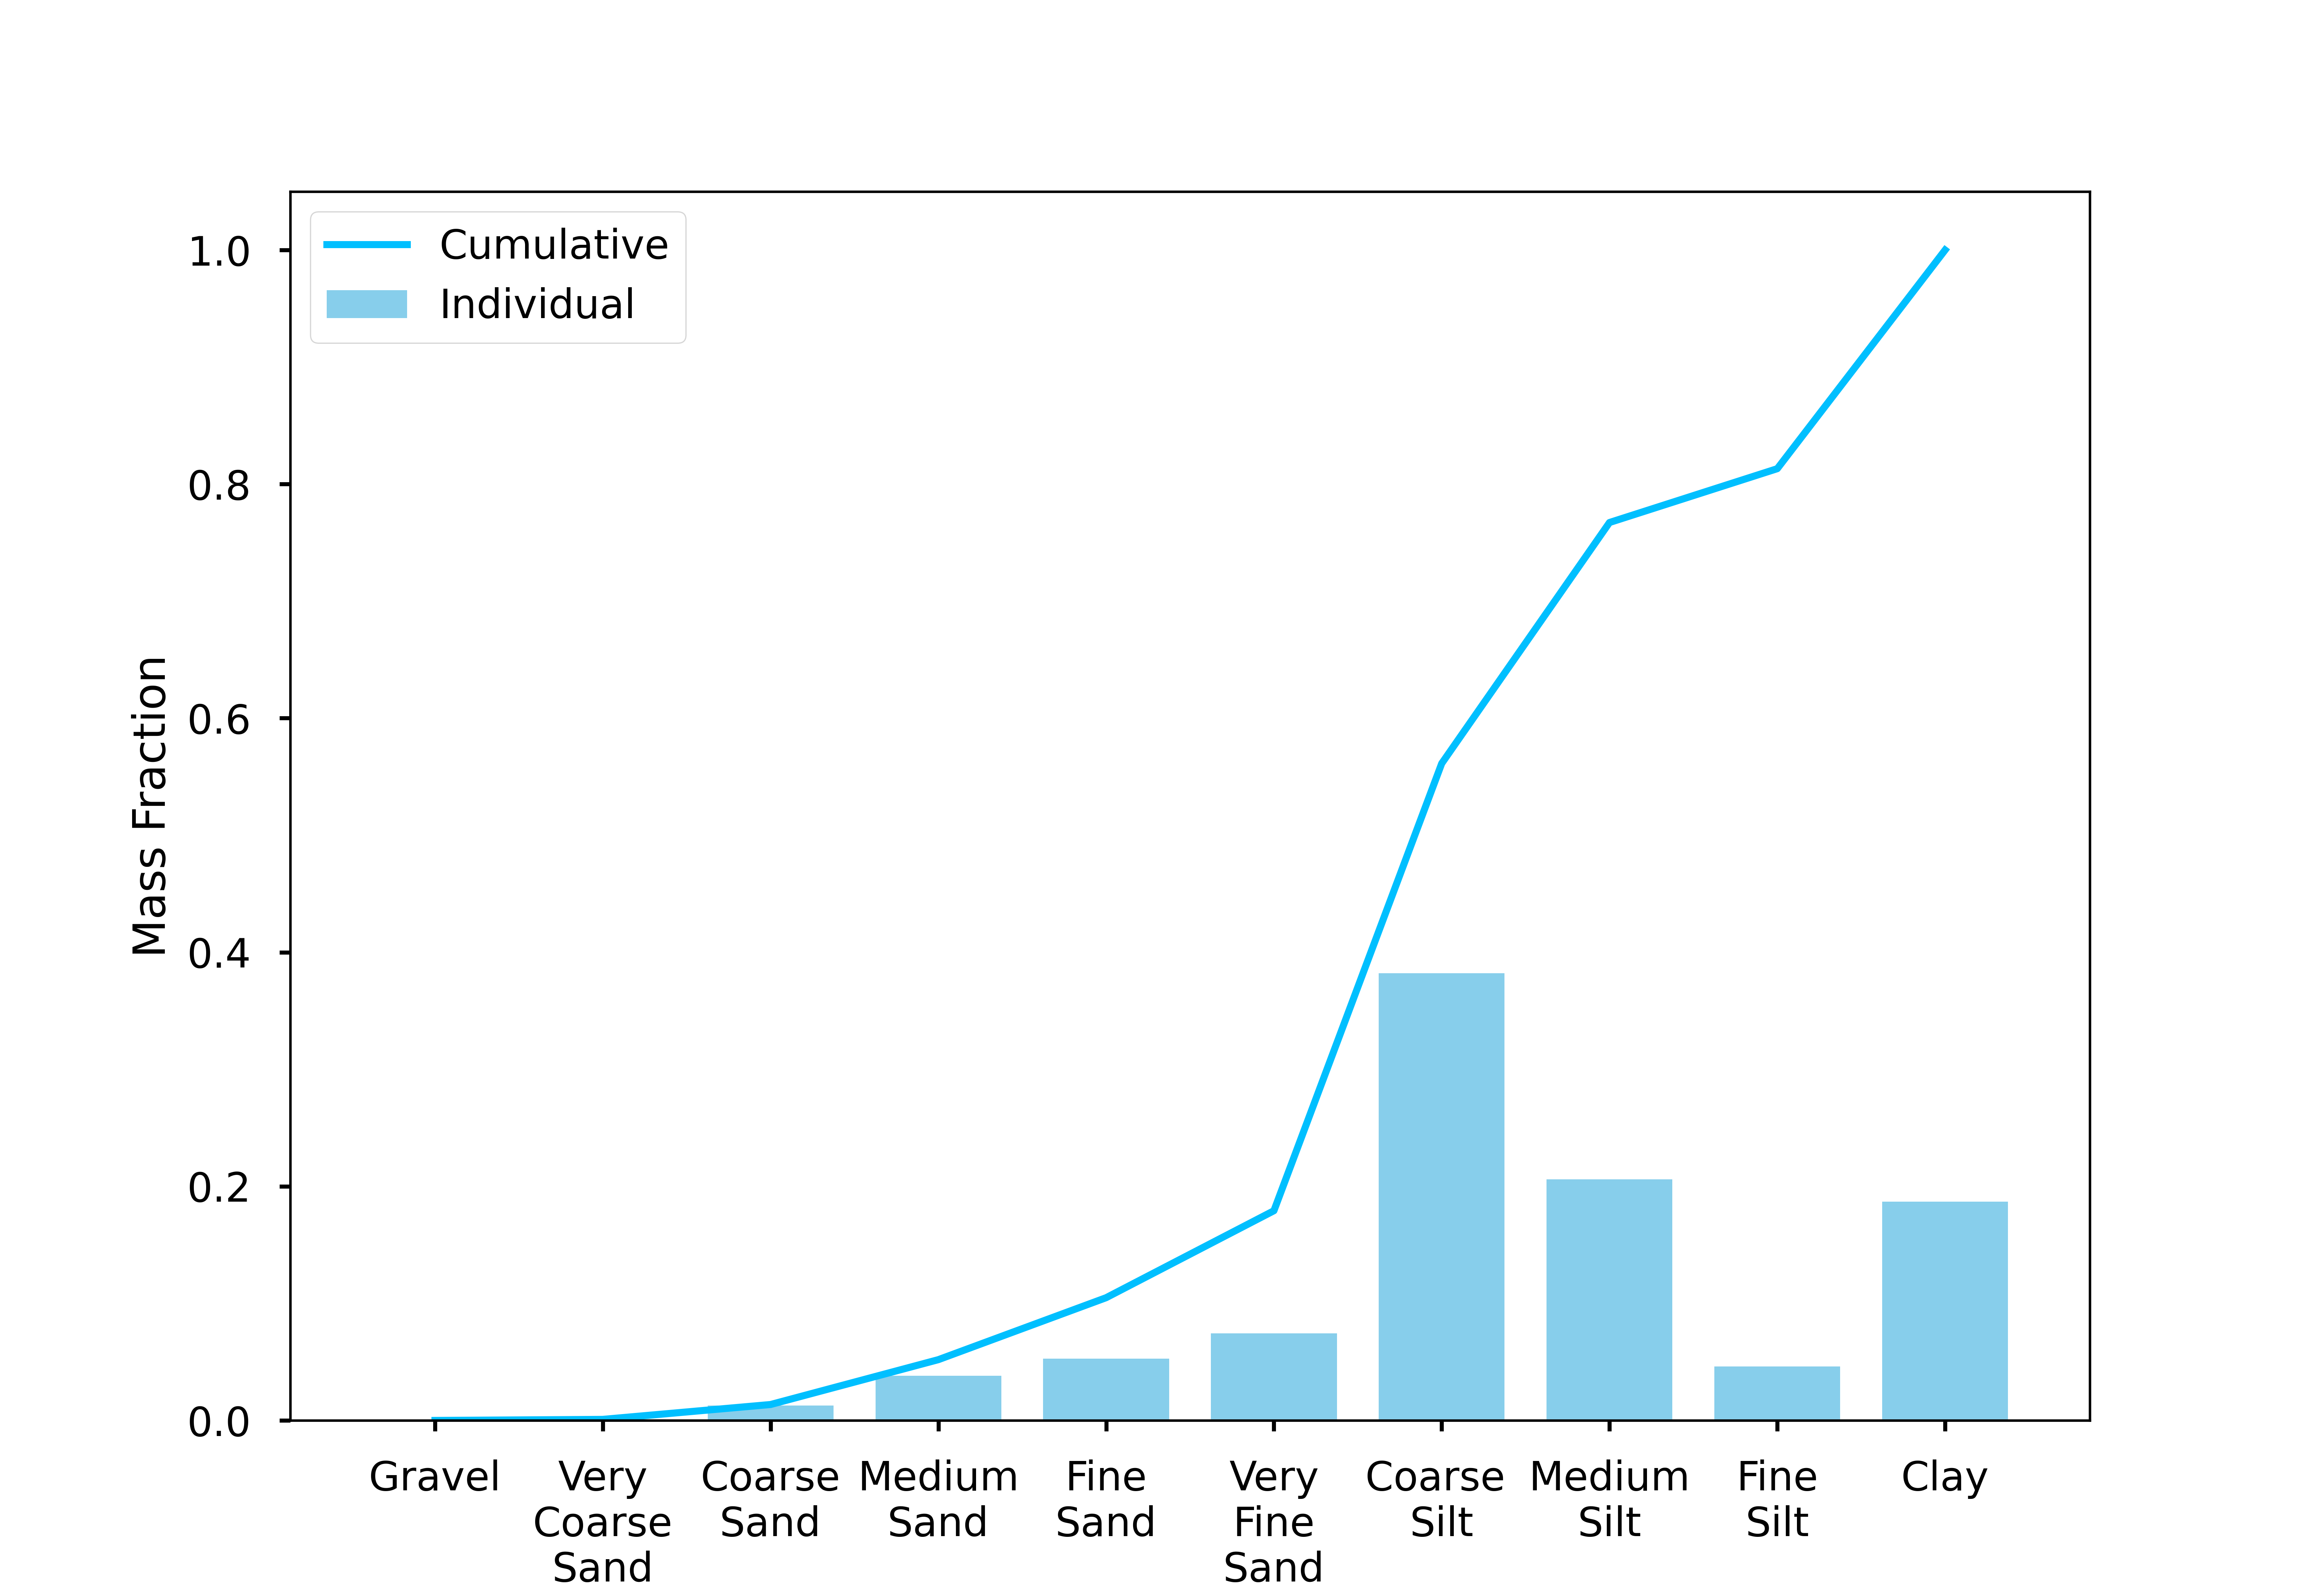 Cumulative
Individual
1.0
0.8
0.6
0.4
0.2
0.0
Mass Fraction
Gravel
Very
Coarse
Sand
Coarse
Sand
Medium
Sand
Fine
Sand
Very
Fine
Sand
Coarse
Silt
Medium
Silt
Fine
Silt
Clay